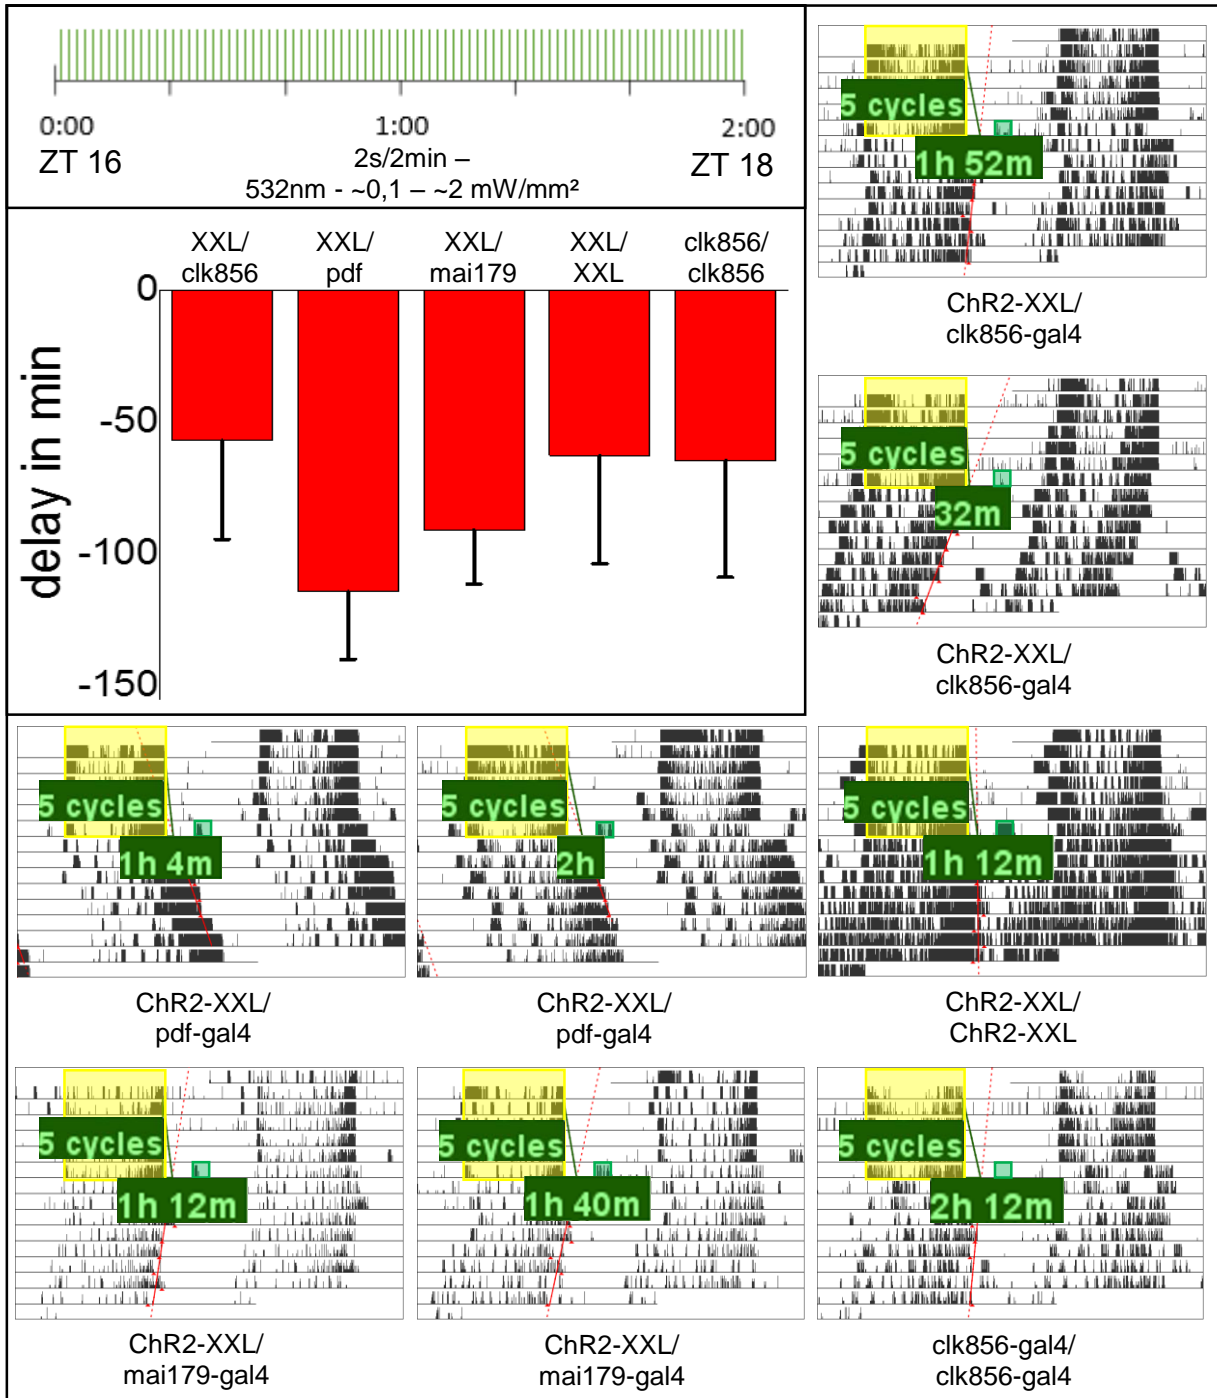 0:00
1:00
2:00
ZT 16
2s/2min –
ZT 18
532nm - ~0,1 – ~2 mW/mm²
XXL/
clk856
XXL/
pdf
XXL/
mai179
XXL/
XXL
clk856/
clk856
delay in min
0
-50
-100
-150
5 cycles
1h 52m
ChR2-XXL/
clk856-gal4
5 cycles
32m
ChR2-XXL/
clk856-gal4
5 cycles
1h 4m
ChR2-XXL/
pdf-gal4
5 cycles
2h
ChR2-XXL/
pdf-gal4
5 cycles
1h 12m
ChR2-XXL/
ChR2-XXL
5 cycles
1h 12m
ChR2-XXL/
mai179-gal4
5 cycles
1h 40m
ChR2-XXL/
mai179-gal4
5 cycles
2h 12m
clk856-gal4/
clk856-gal4